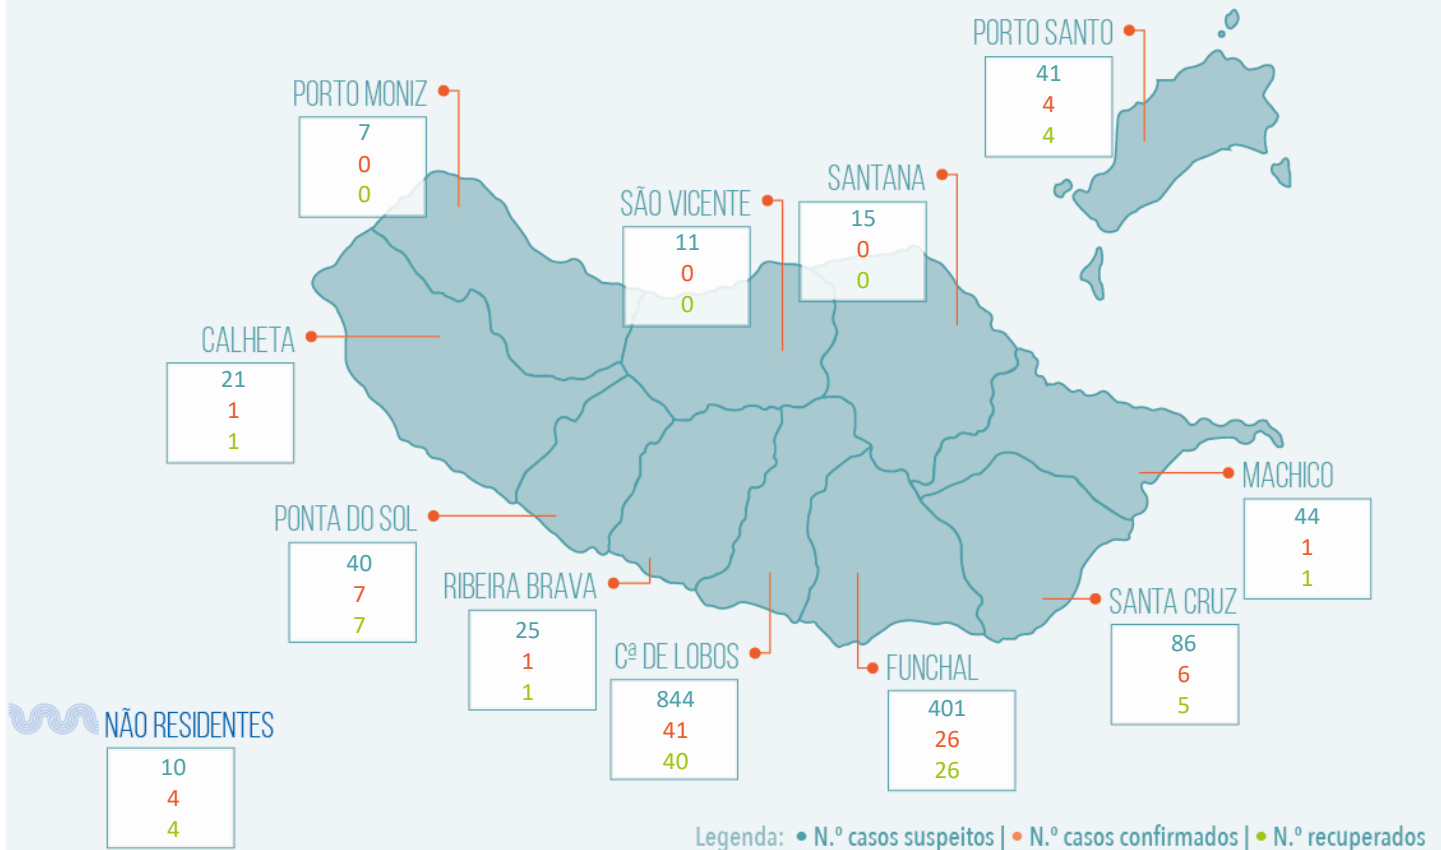 PORTO SANTO
41
4
4
PORTO MONIZ
7
0
0
SANTANA
15
0
0
SÃO VICENTE
11
0
0
CALHETA
21
1
1
MACHICO
44
1
1
PONTA DO SOL
40
7
7
RIBEIRA BRAVA
25
1
1
SANTA CRUZ
86
6
5
Cª DE LOBOS
844
41
40
FUNCHAL
401
26
26
NÃO RESIDENTES
10
4
4
Legenda: • N.º casos suspeitos | • N.º casos confirmados | • N.º recuperados